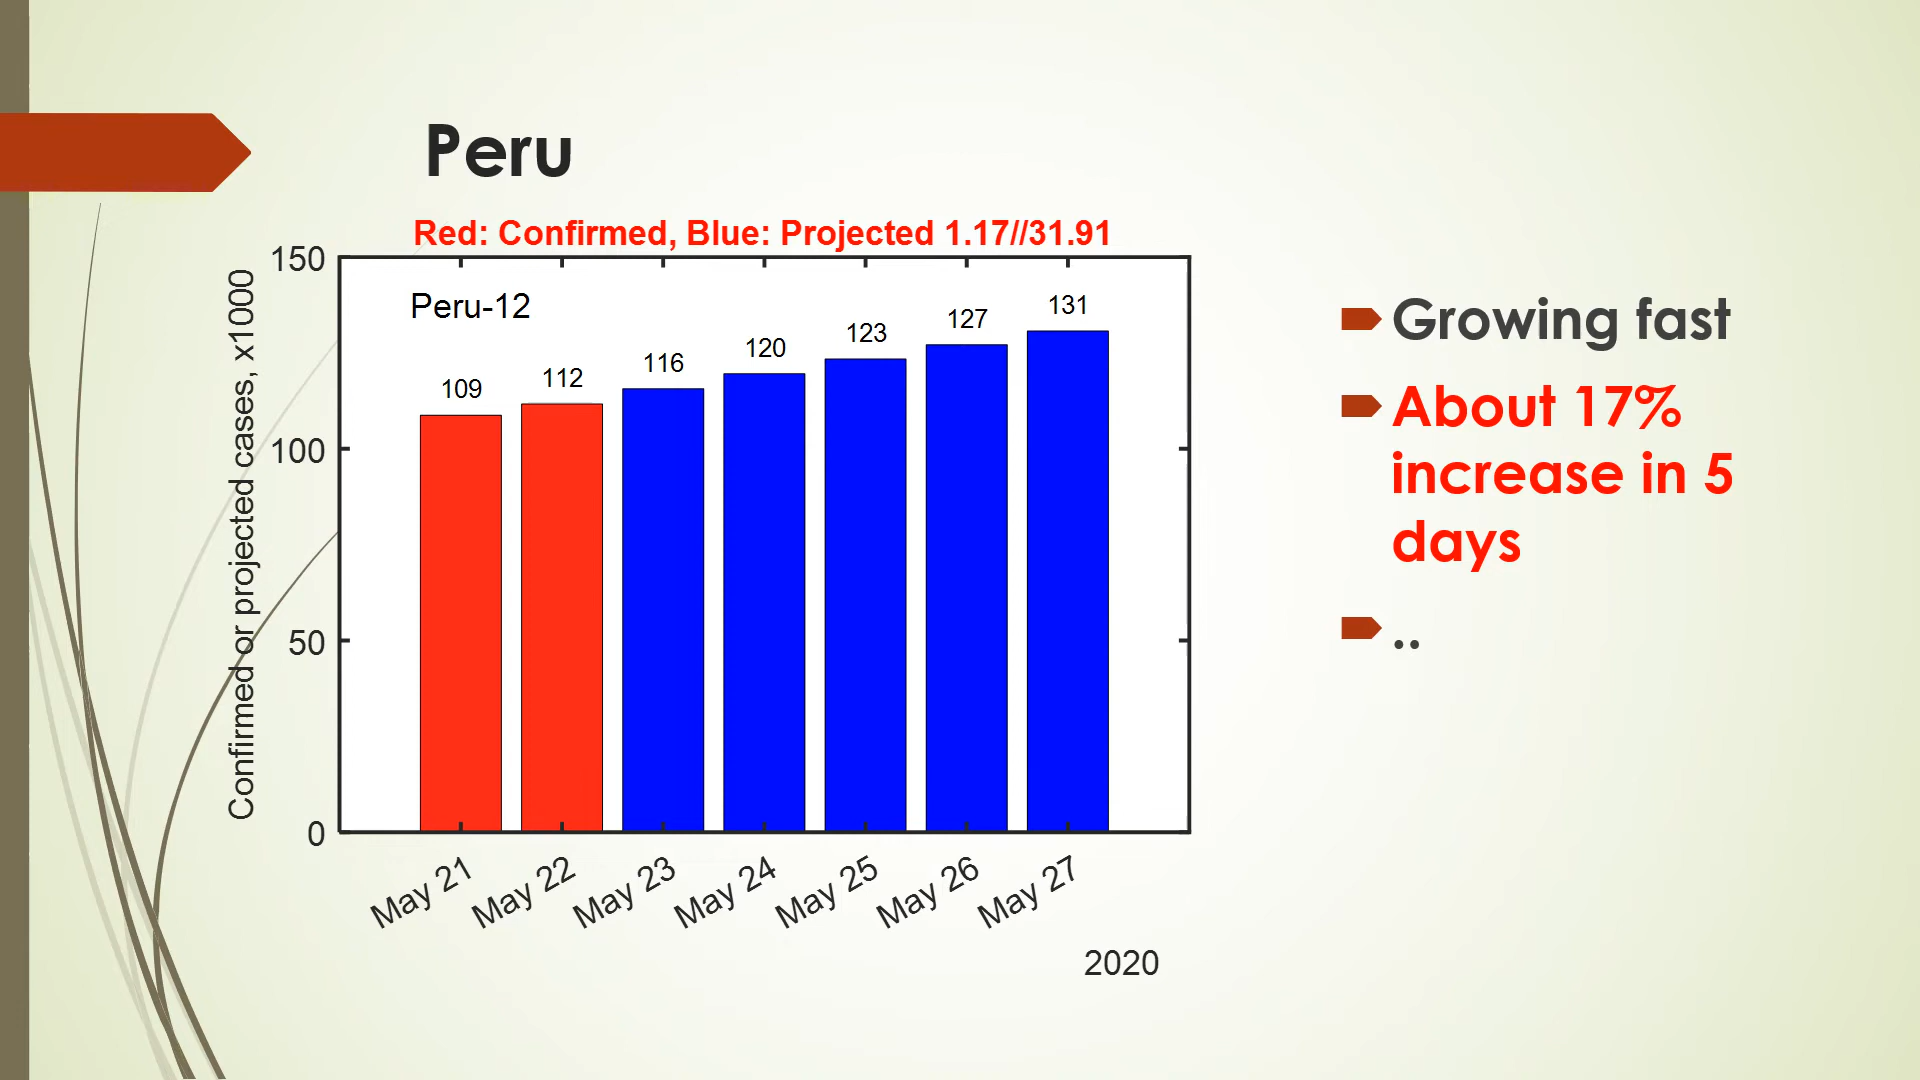 Peru
Red: Confirmed, Blue: Projected 1.17//31.91
Confirmed or projected cases, x1000
150
100
50
0
Peru-12
109
112
116
120
123
127
131
May 21
May 22
May 23
May 24
May 25
May 26
May 27
2020
Growing fast
About 17%
increase in 5
days
..